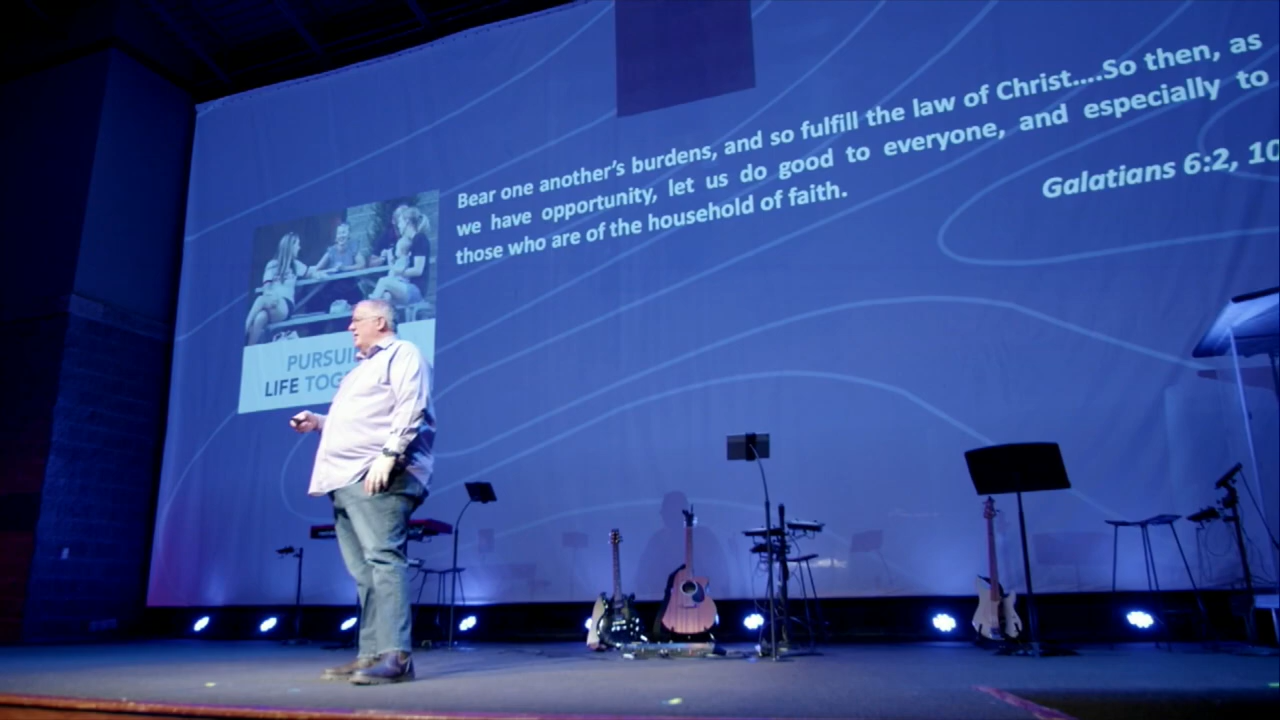 Bear one another's burdens, and so fulfill the law of Christ....So then, as
we have opportunity, let us do good to everyone, and especially to
those who are of the household of faith.
Galatians 6:2, 10
LIFE